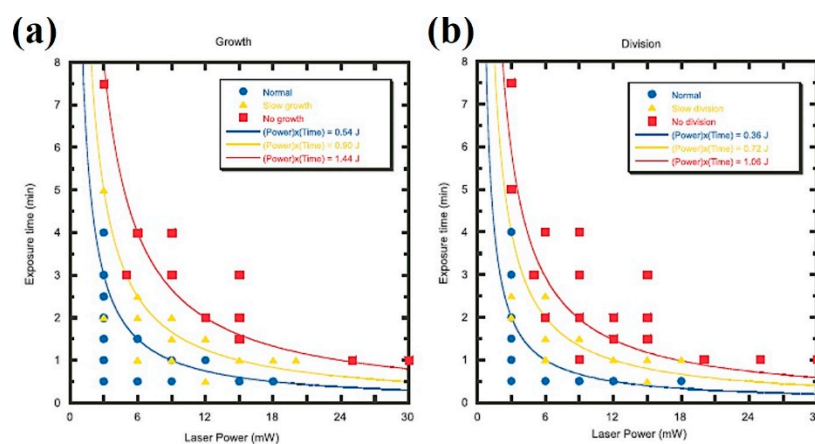 (a)
Growth
Normal
Slow growth
No growth
(Power)x(Time) = 0.54 J
(Power)x(Time) = 0.90 J
(Power)x(Time) = 1.44 J
Exposure time (min)
8
7
6
5
4
3
2
1
0
0 6 12 18 24 30
Laser Power (mW)
(b)
Division
Normal
Slow division
No division
(Power)x(Time) = 0.36 J
(Power)x(Time) = 0.72 J
(Power)x(Time) = 1.06 J
Exposure time (min)
8
7
6
5
4
3
2
1
0
0 6 12 18 24 30
Laser Power (mW)